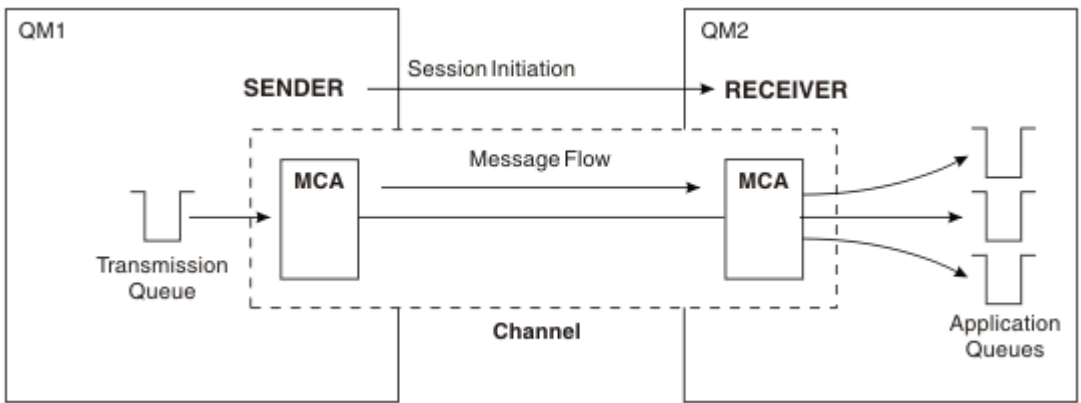 QM1
QM2
Session Initiation
SENDER
RECEIVER
Message Flow
MCA
MCA
Transmission
Queue
Channel
Application
Queues